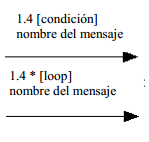 1.4 [condición]
nombre del mensaje
1.4 * [loop]
nombre del mensaje